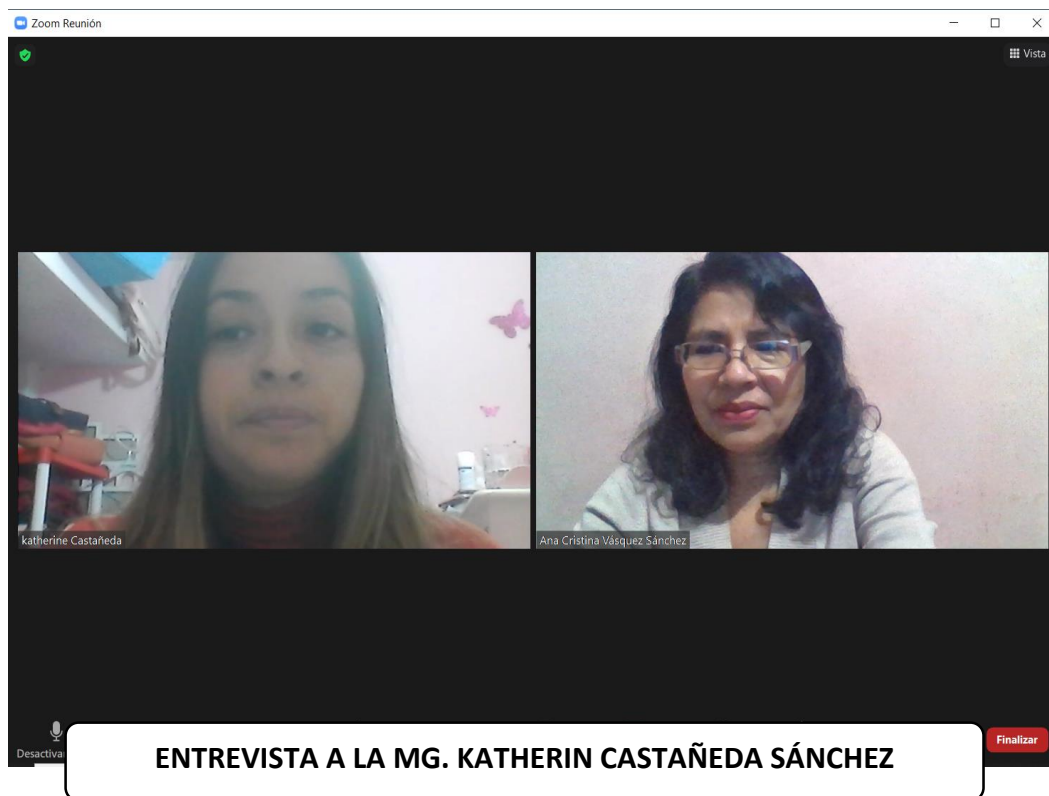 Zoom Reunión
Vista
katherine Castañeda
Ana Cristina Vásquez Sánchez
Finalizar
ENTREVISTA A LA MG. KATHERIN CASTAÑEDA SÁNCHEZ